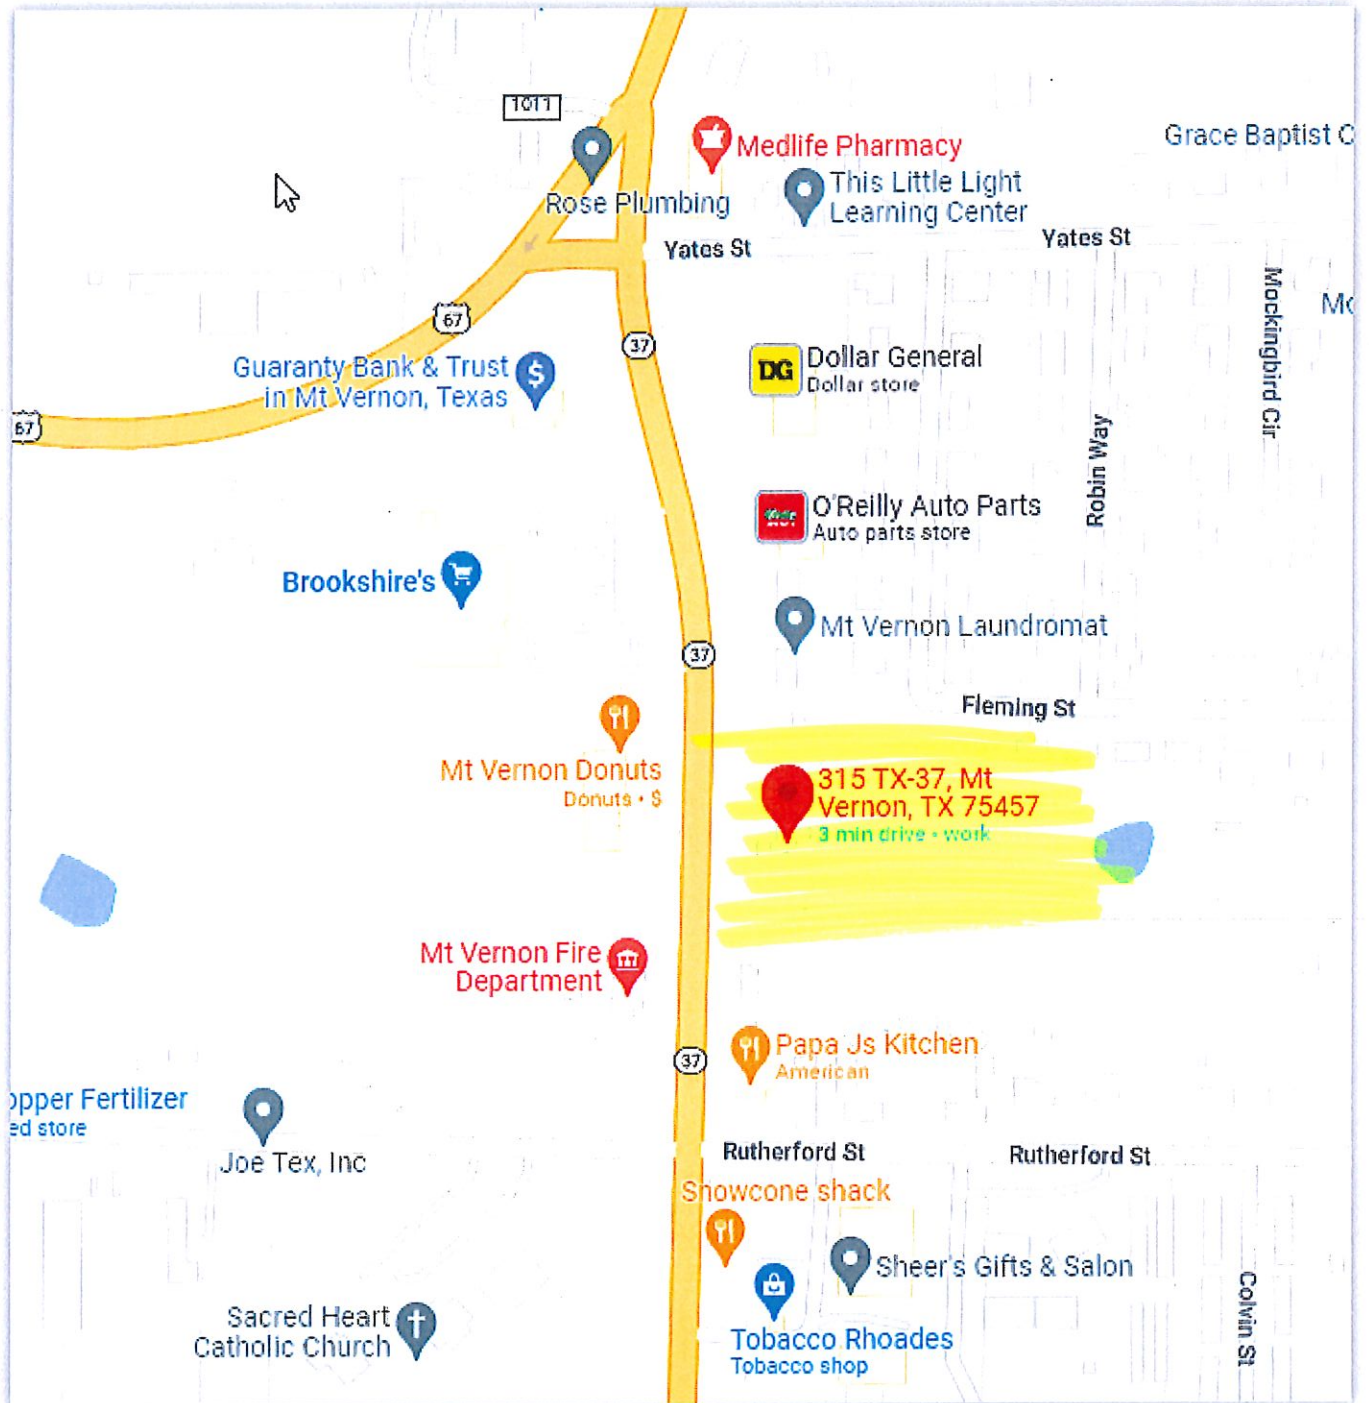 1011
Medlife Pharmacy
Grace Baptist C
Rose Plumbing
This Little Light
Learning Center
Yates St
Yates St
Mockingbird Cir
Mc
67
37
Guaranty Bank & Trust
in Mt Vernon, Texas
$
67
DG
Dollar General
Dollar store
Robin Way
O'Reilly Auto Parts
Auto parts store
Brookshire's
Mt Vernon Laundromat
37
Fleming St
Mt Vernon Donuts
Donuts • $
315 TX-37, Mt
Vernon, TX 75457
3 min drive • work
Mt Vernon Fire
Department
37
Papa Js Kitchen
American
opper Fertilizer
ed store
Joe Tex, Inc
Rutherford St
Rutherford St
Snowcone shack
Sheer's Gifts & Salon
Colvin St
Sacred Heart
Catholic Church
Tobacco Rhoades
Tobacco shop